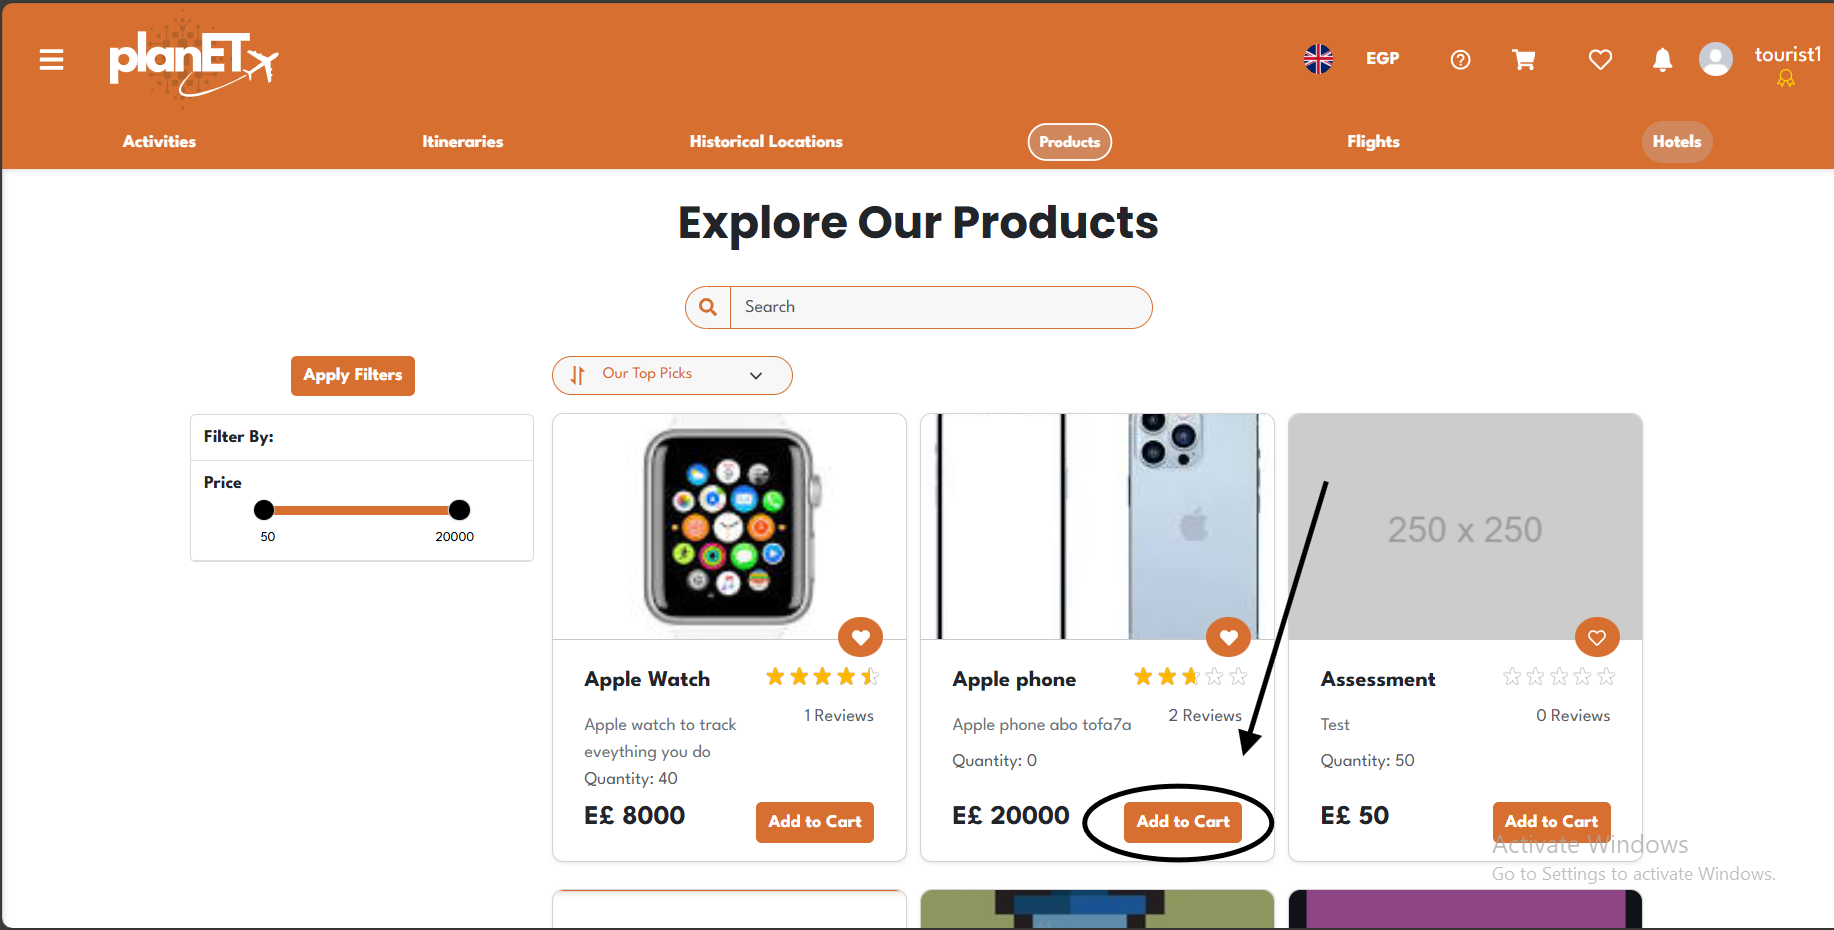 planET
EGP
tourist1
Activities
Itineraries
Historical Locations
Products
Flights
Hotels
Explore Our Products
Search
Apply Filters
Our Top Picks
Filter By:
Price
50
20000
250 x 250
Apple Watch
1 Reviews
Apple watch to track
eveything you do
Quantity: 40
E£ 8000
Add to Cart
Apple phone
2 Reviews
Apple phone abo tofa7a
Quantity: 0
E£ 20000
Add to Cart
Assessment
0 Reviews
Test
Quantity: 50
E£ 50
Add to Cart
Activate Windows
Go to Settings to activate Windows.